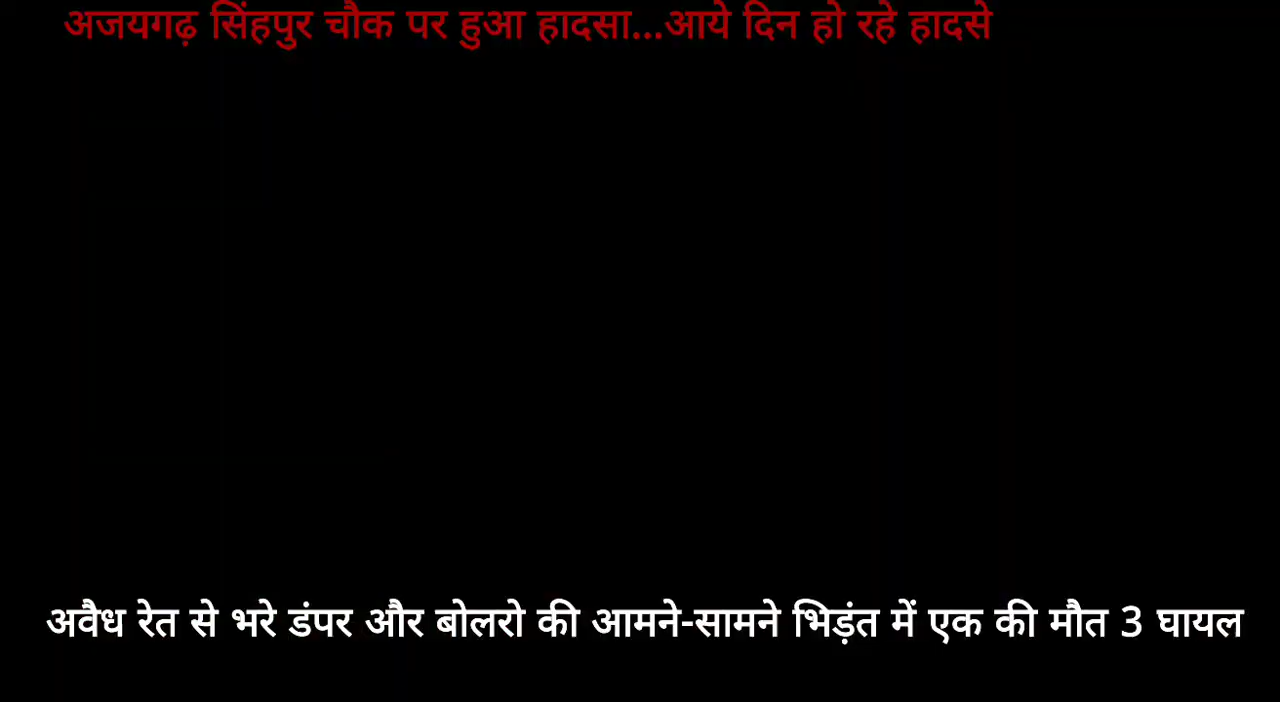 अजयगढ़ सिंहपुर चौक पर हुआ हादसा...आये दिन हो रहे हादसे
अवैध रेत से भरे डंपर और बोलरो की आमने-सामने भिड़ंत में एक की मौत 3 घायल